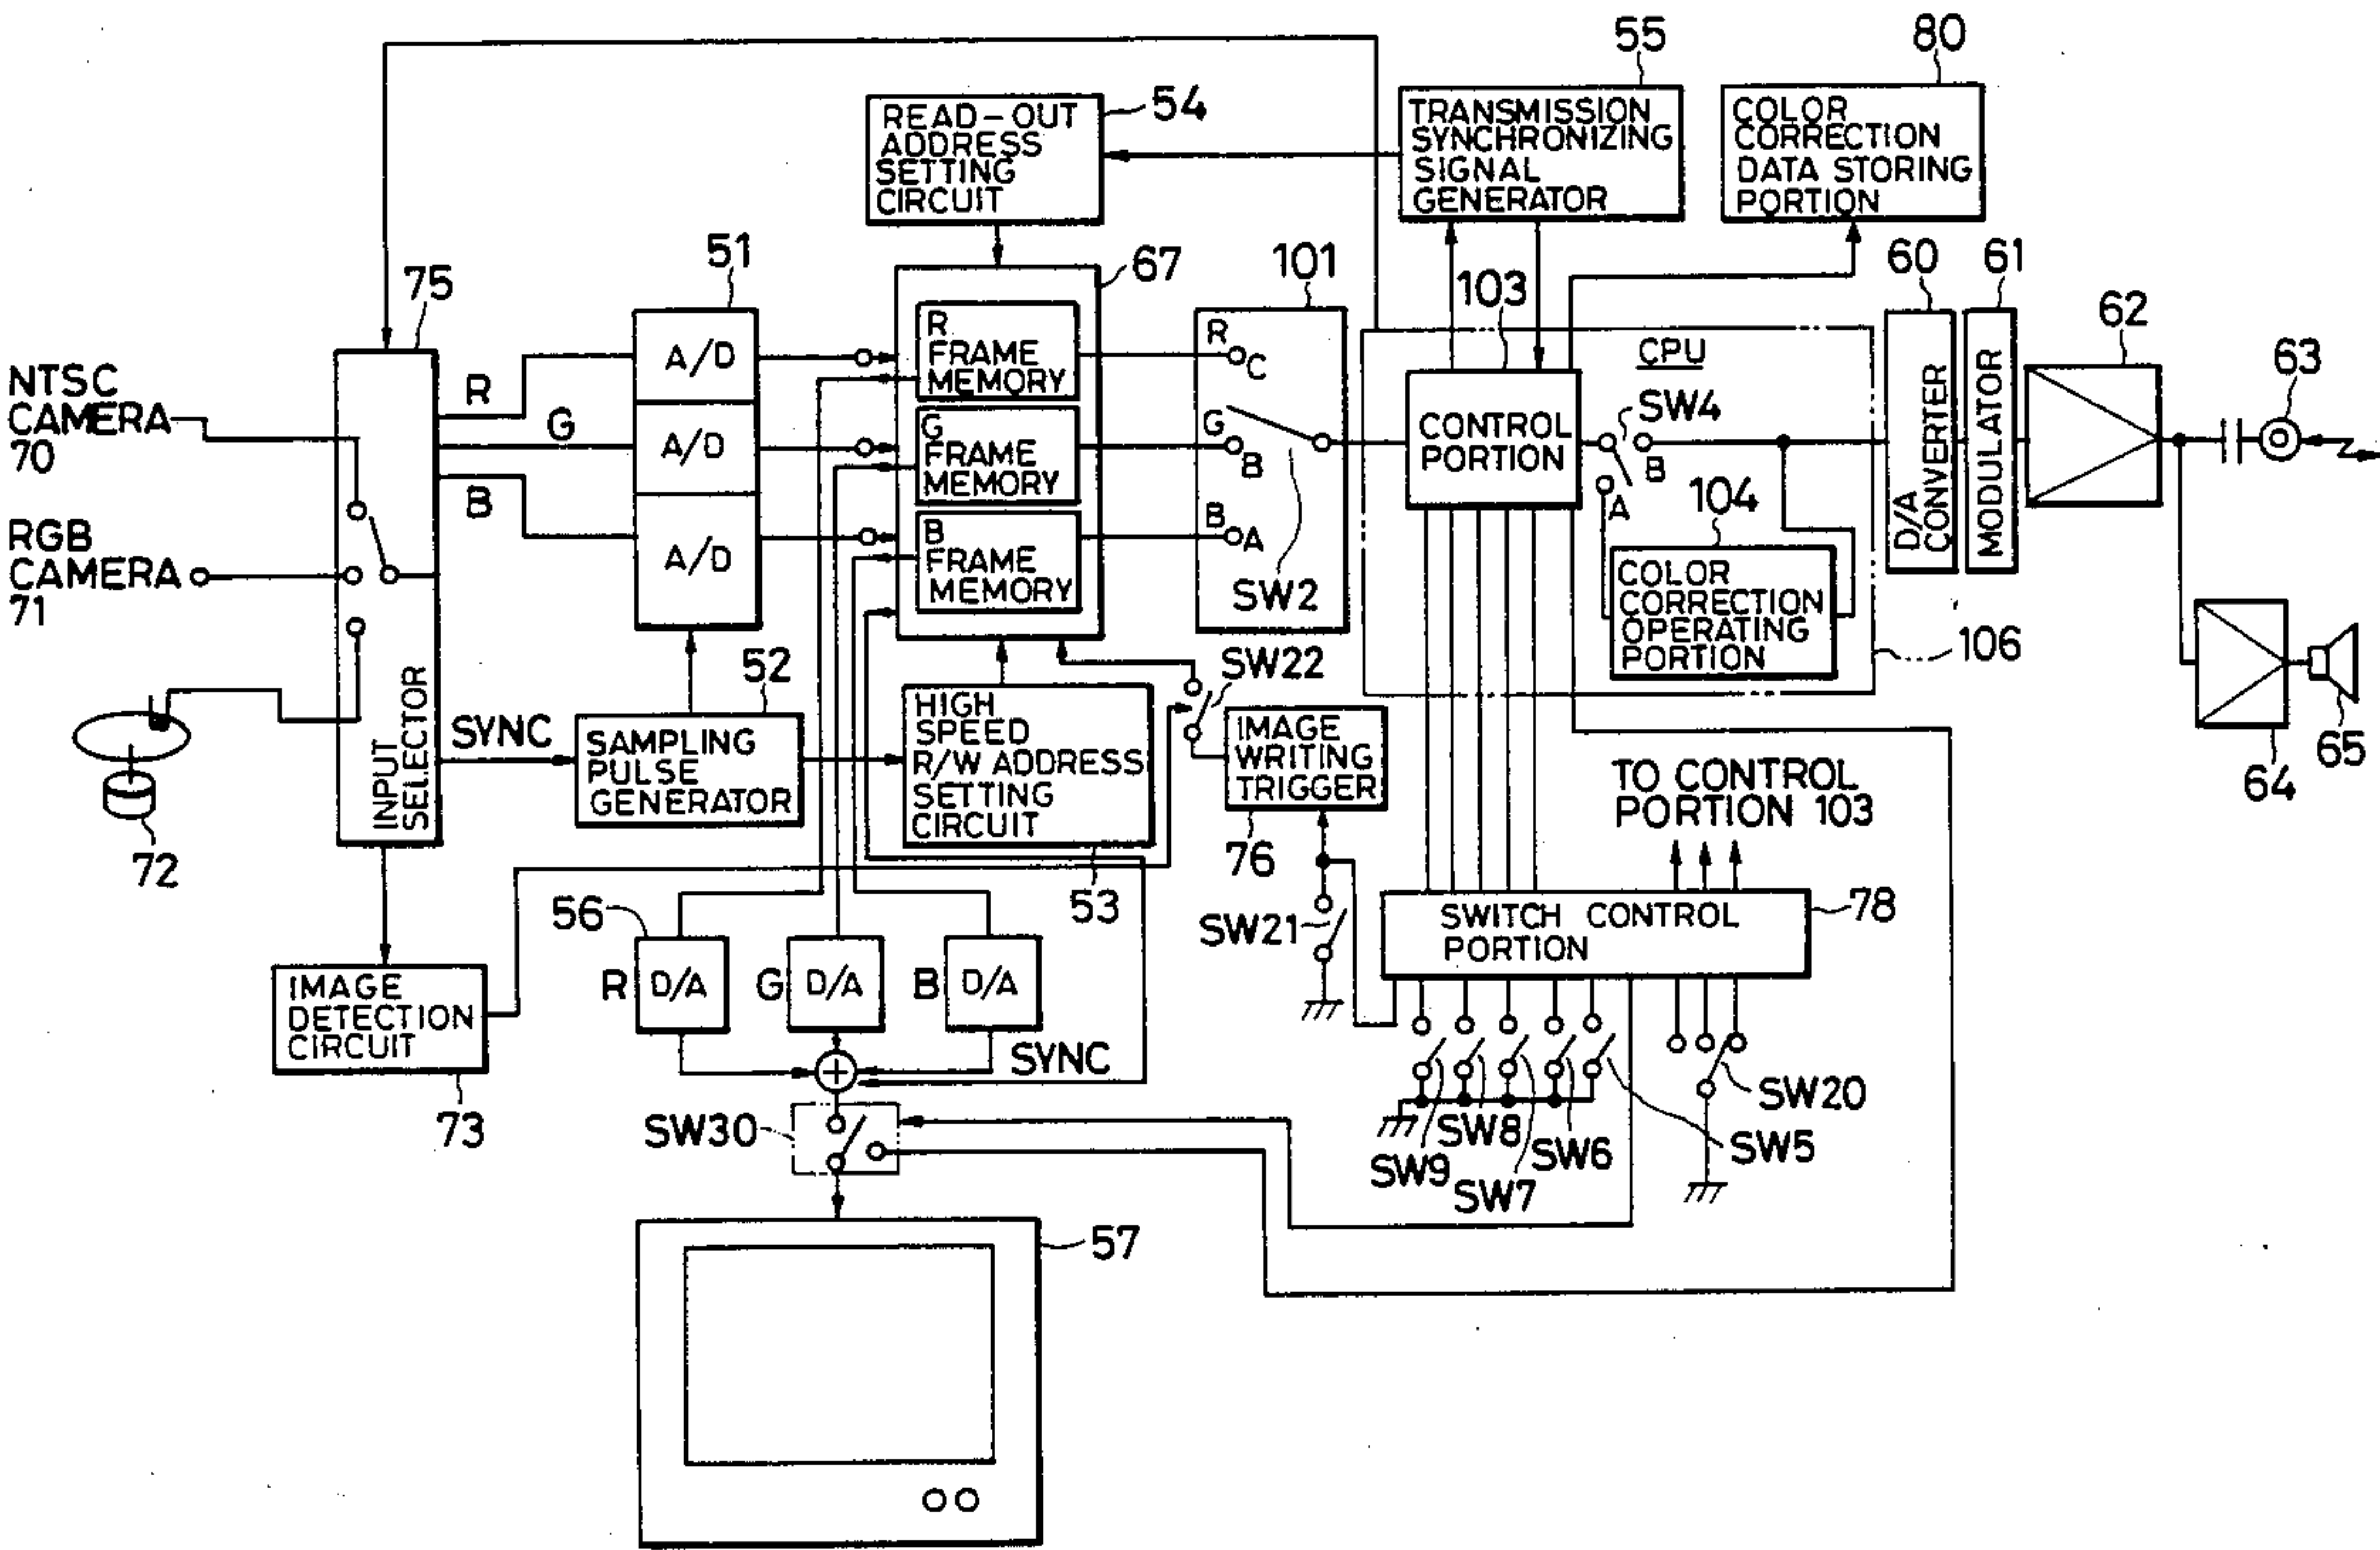 55
80
54
READ-OUT
ADDRESS
SETTING
CIRCUIT
TRANSMISSION
SYNCHRONIZING
SIGNAL
GENERATOR
COLOR
CORRECTION
DATA STORING
PORTION
75
51
67
101
103
60
61
62
63
NTSC
CAMERA
70
RGB
CAMERA
71
72
R
G
B
A/D
A/D
A/D
R
FRAME
MEMORY
G
FRAME
MEMORY
B
FRAME
MEMORY
R
C
G
B
B
A
SW2
CPU
CONTROL
PORTION
SW4
B
A
104
COLOR
CORRECTION
OPERATING
PORTION
106
D/A
CONVERTER
MODULATOR
64
65
INPUT
SELECTOR
SYNC
52
SAMPLING
PULSE
GENERATOR
HIGH
SPEED
R/W ADDRESS
SETTING
CIRCUIT
53
SW22
IMAGE
WRITING
TRIGGER
76
TO CONTROL
PORTION 103
SW21
SWITCH CONTROL
PORTION
78
56
R
D/A
G
D/A
B
D/A
SYNC
IMAGE
DETECTION
CIRCUIT
73
SW30
SW9
SW8
SW7
SW6
SW5
SW20
57